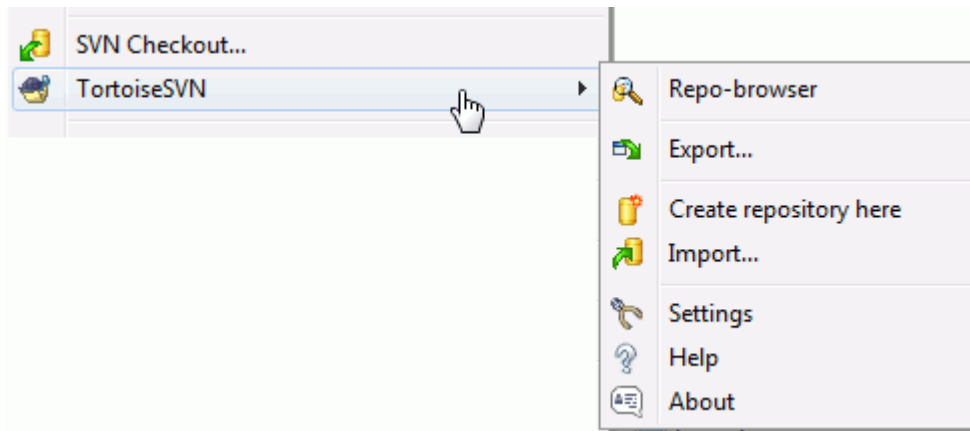 SVN Checkout...
TortoiseSVN
Repo-browser
Export...
Create repository here
Import...
Settings
Help
About